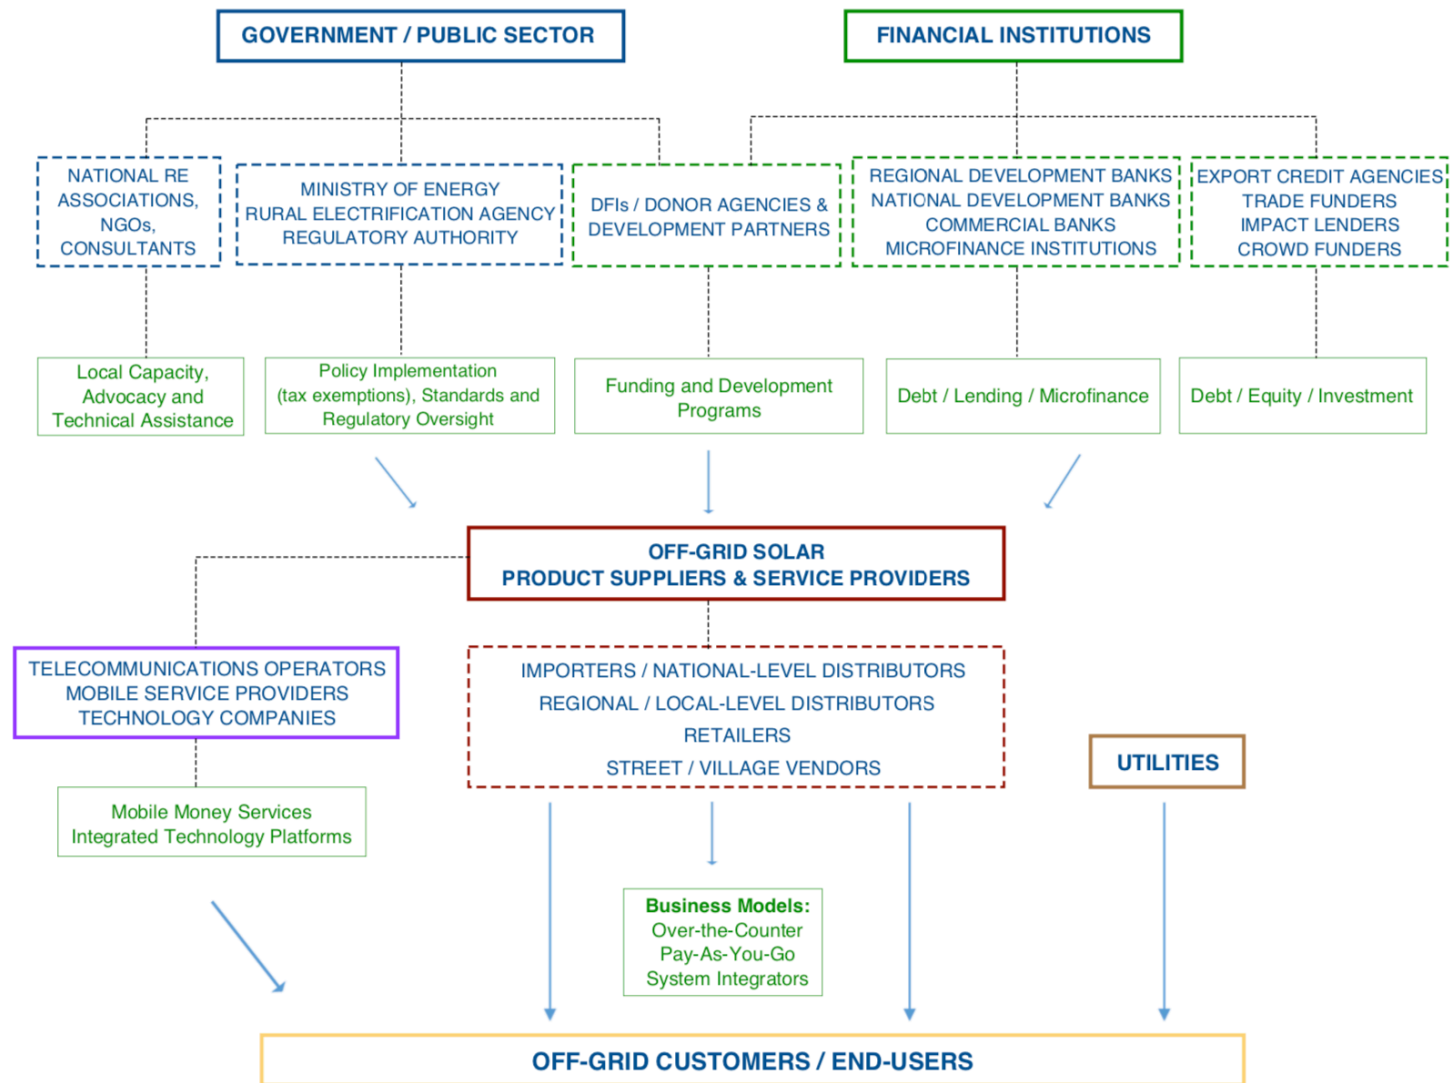 GOVERNMENT / PUBLIC SECTOR
FINANCIAL INSTITUTIONS
NATIONAL RE
ASSOCIATIONS,
NGOs,
CONSULTANTS
MINISTRY OF ENERGY
RURAL ELECTRIFICATION AGENCY
REGULATORY AUTHORITY
DFIs / DONOR AGENCIES &
DEVELOPMENT PARTNERS
REGIONAL DEVELOPMENT BANKS
NATIONAL DEVELOPMENT BANKS
COMMERCIAL BANKS
MICROFINANCE INSTITUTIONS
EXPORT CREDIT AGENCIES
TRADE FUNDERS
IMPACT LENDERS
CROWD FUNDERS
Local Capacity,
Advocacy and
Technical Assistance
Policy Implementation
(tax exemptions), Standards and
Regulatory Oversight
Funding and Development
Programs
Debt / Lending / Microfinance
Debt / Equity / Investment
OFF-GRID SOLAR
PRODUCT SUPPLIERS & SERVICE PROVIDERS
TELECOMMUNICATIONS OPERATORS
MOBILE SERVICE PROVIDERS
TECHNOLOGY COMPANIES
IMPORTERS / NATIONAL-LEVEL DISTRIBUTORS
REGIONAL / LOCAL-LEVEL DISTRIBUTORS
RETAILERS
STREET / VILLAGE VENDORS
UTILITIES
Mobile Money Services
Integrated Technology Platforms
Business Models:
Over-the-Counter
Pay-As-You-Go
System Integrators
OFF-GRID CUSTOMERS / END-USERS